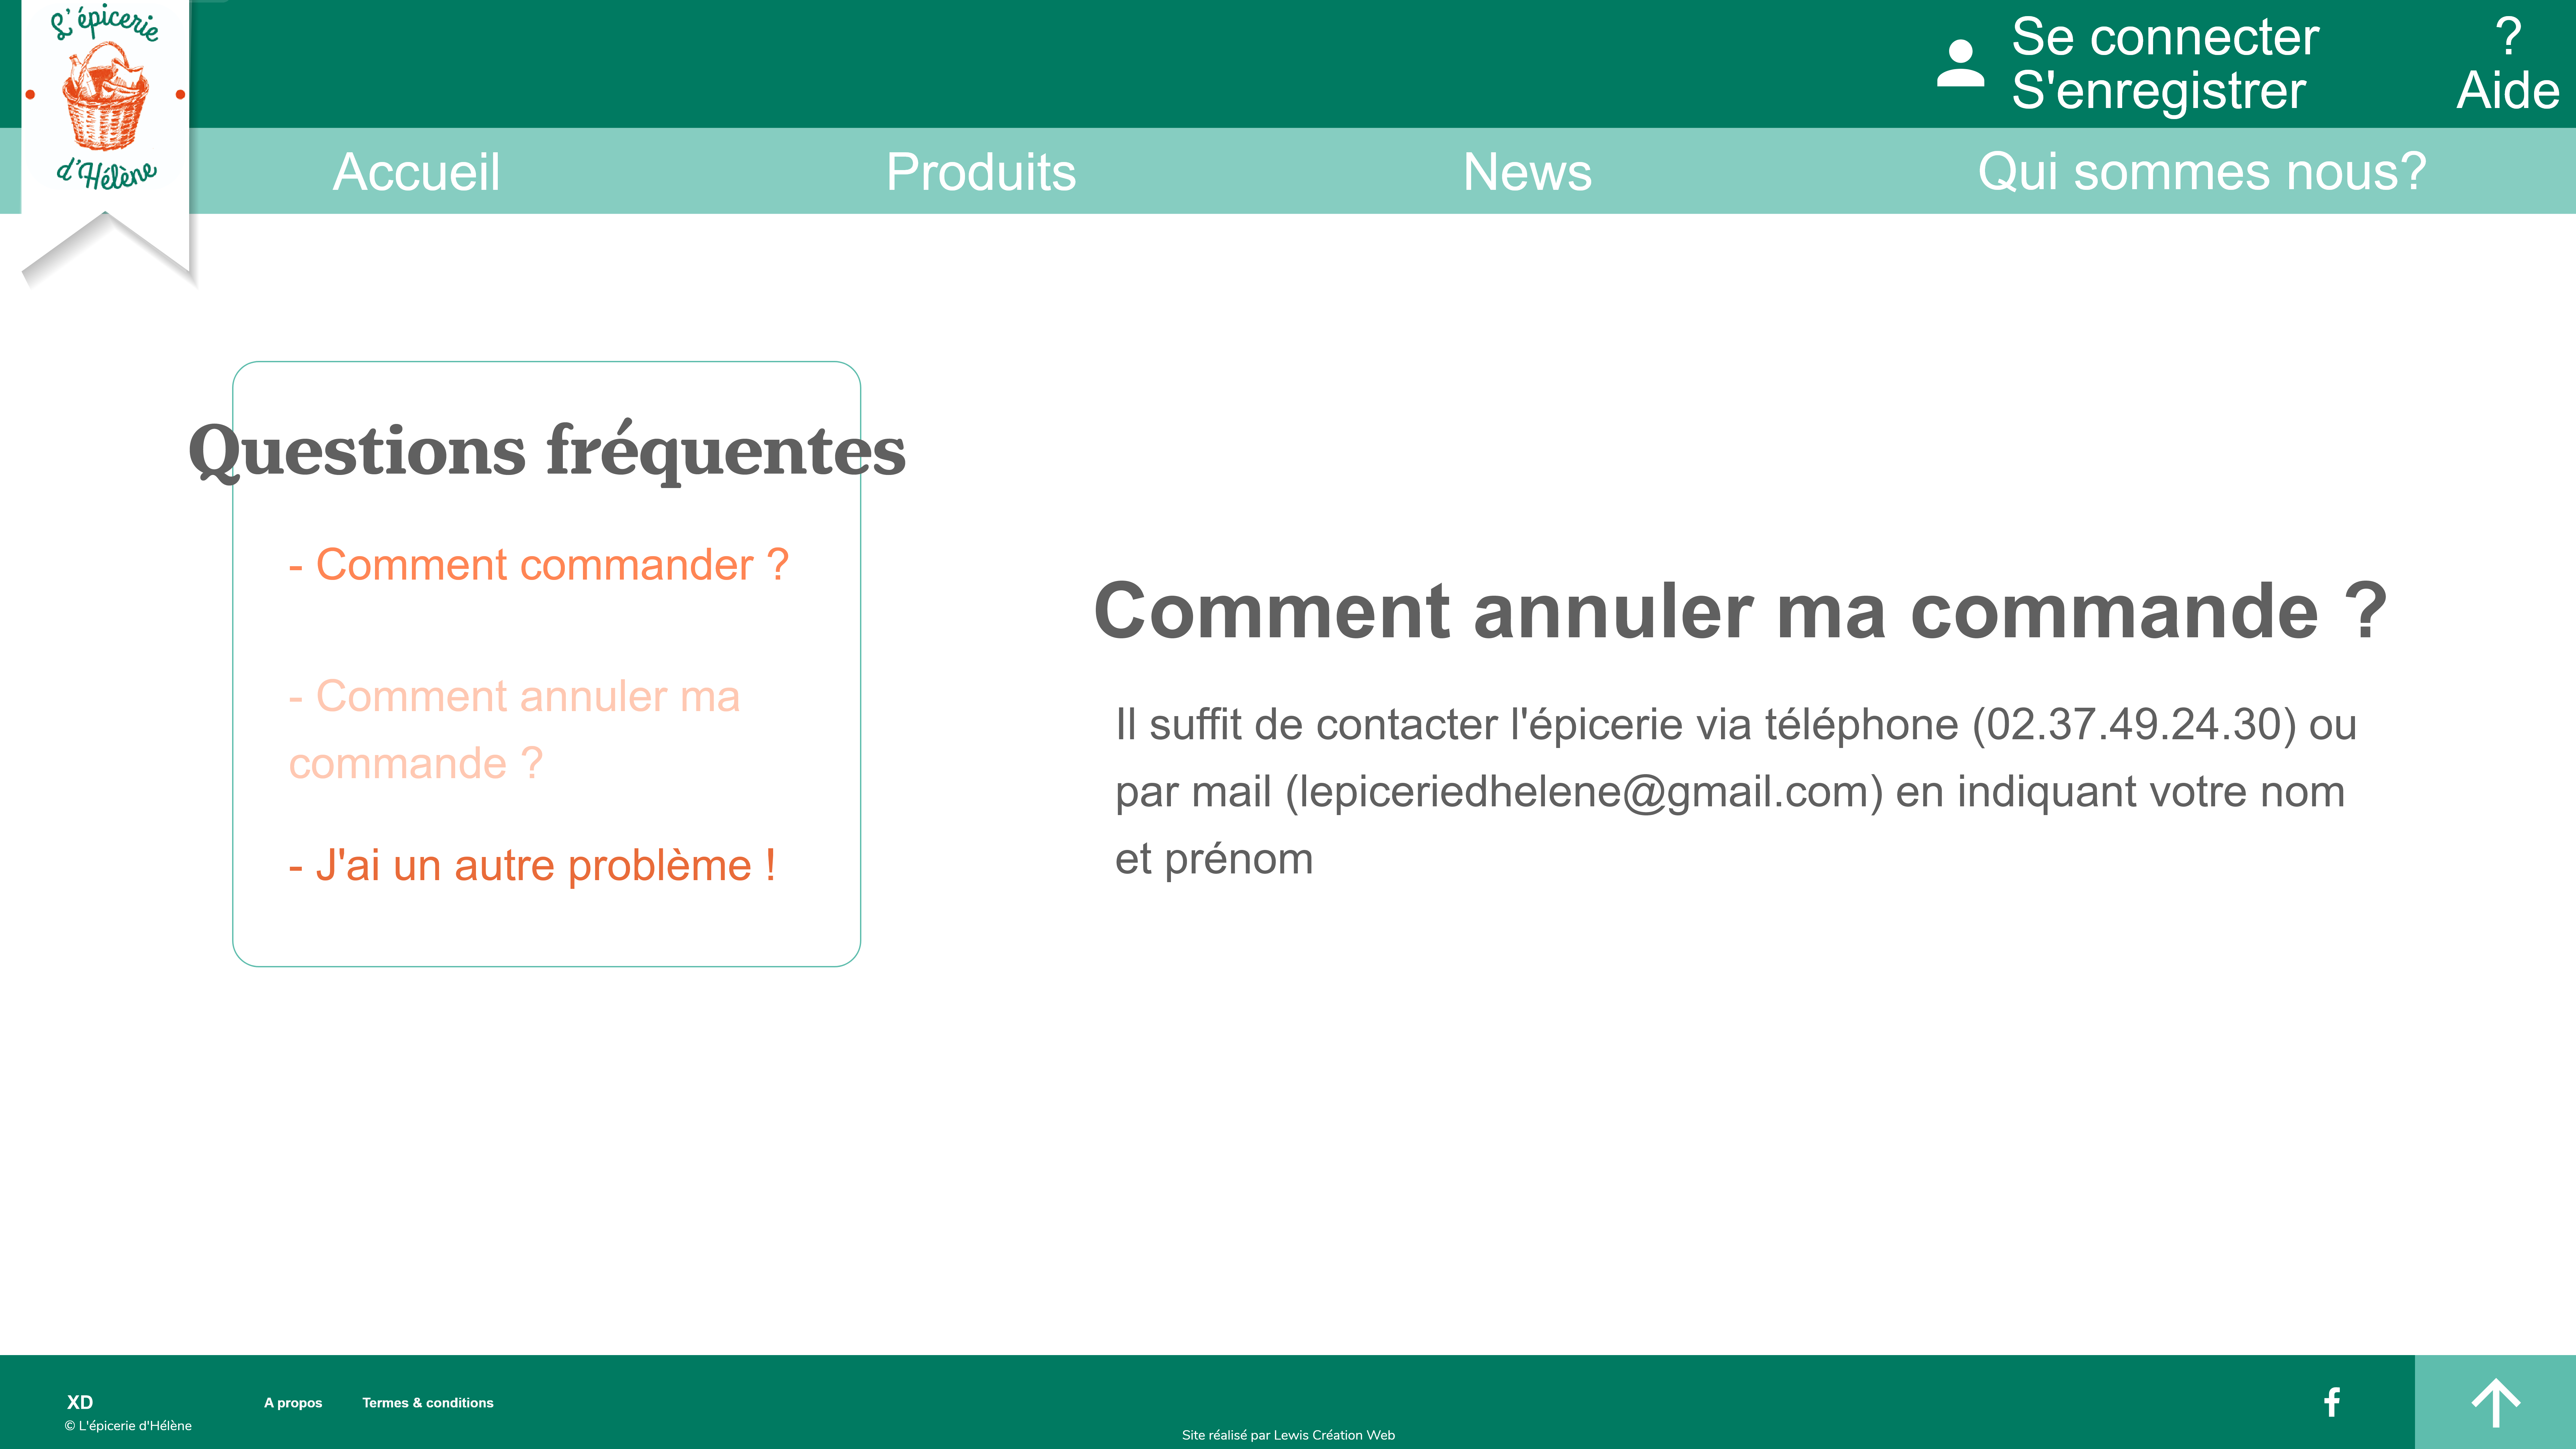 L'épicerie
d'Hélène
Se connecter
S'enregistrer
?
Aide
Accueil
Produits
News
Qui sommes nous?
Questions fréquentes
- Comment commander ?
- Comment annuler ma
commande ?
- J'ai un autre problème !
Comment annuler ma commande ?
Il suffit de contacter l'épicerie via téléphone (02.37.49.24.30) ou
par mail (lepiceriedhelene@gmail.com) en indiquant votre nom
et prénom
XD
© L'épicerie d'Hélène
A propos
Termes & conditions
Site réalisé par Lewis Création Web